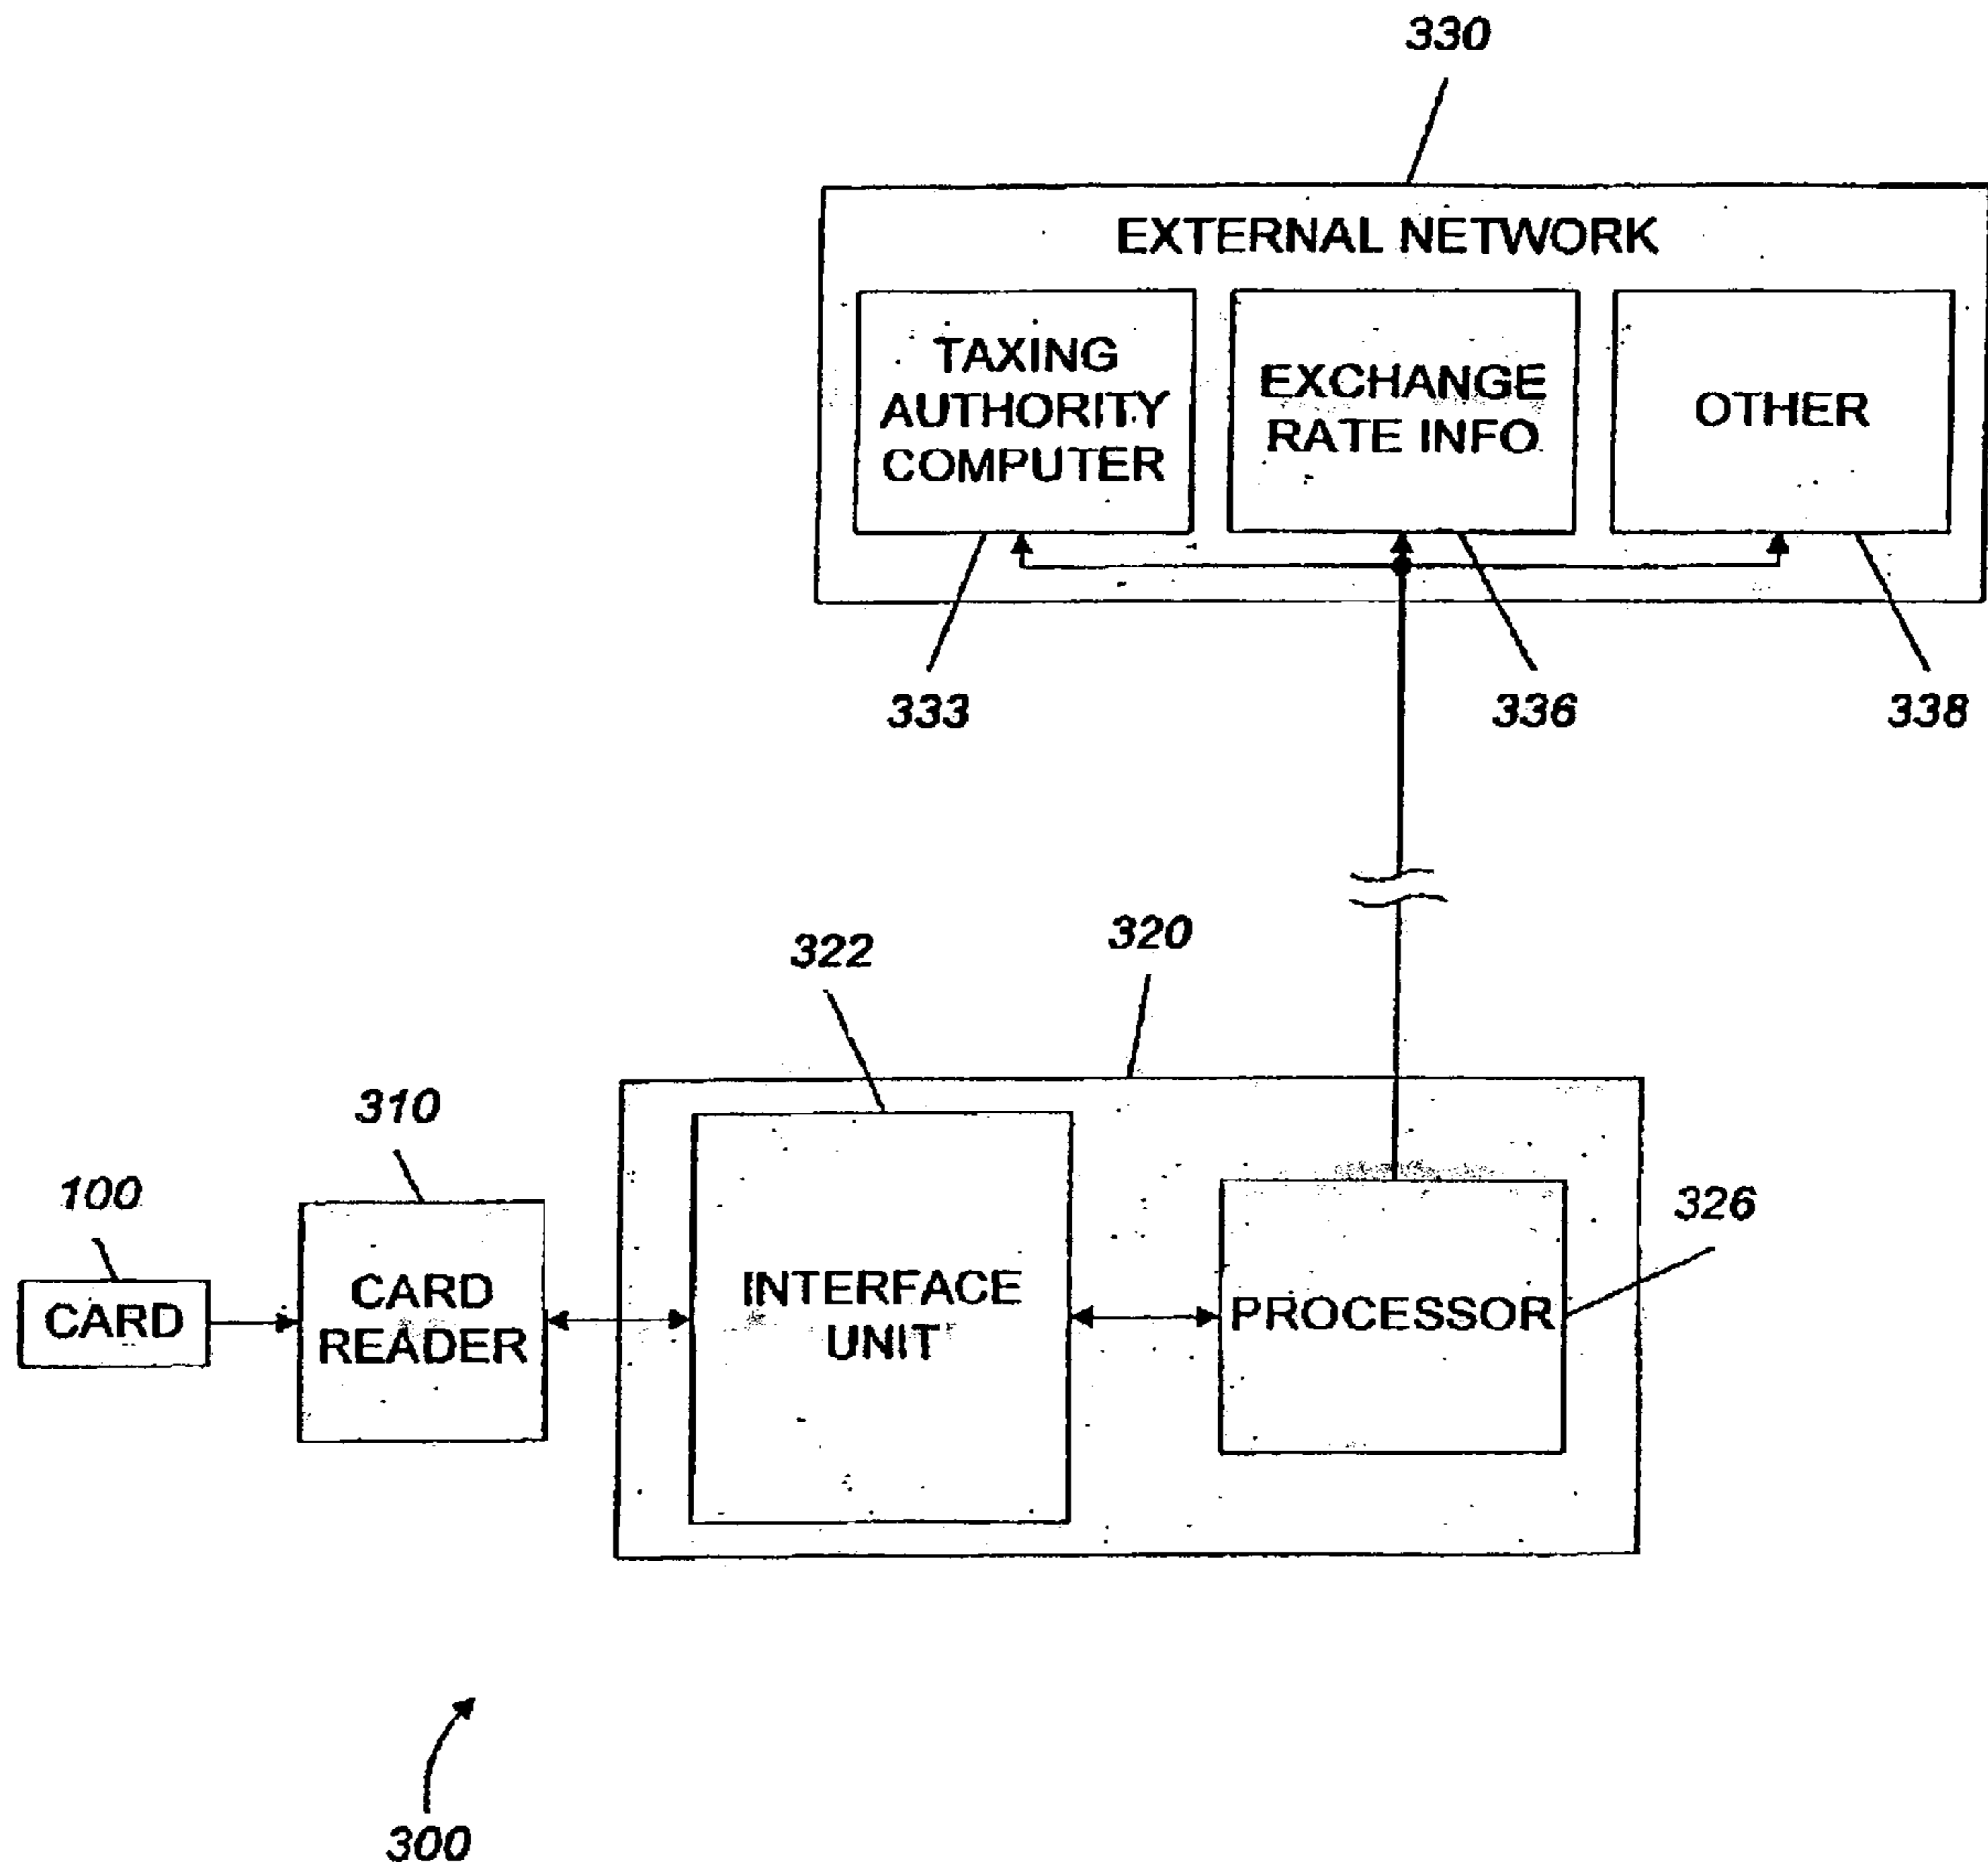 330
EXTERNAL NETWORK
TAXING
AUTHORITY
COMPUTER
EXCHANGE
RATE INFO
OTHER
333
336
338
322
320
310
100
326
CARD
CARD
READER
INTERFACE
UNIT
PROCESSOR
300